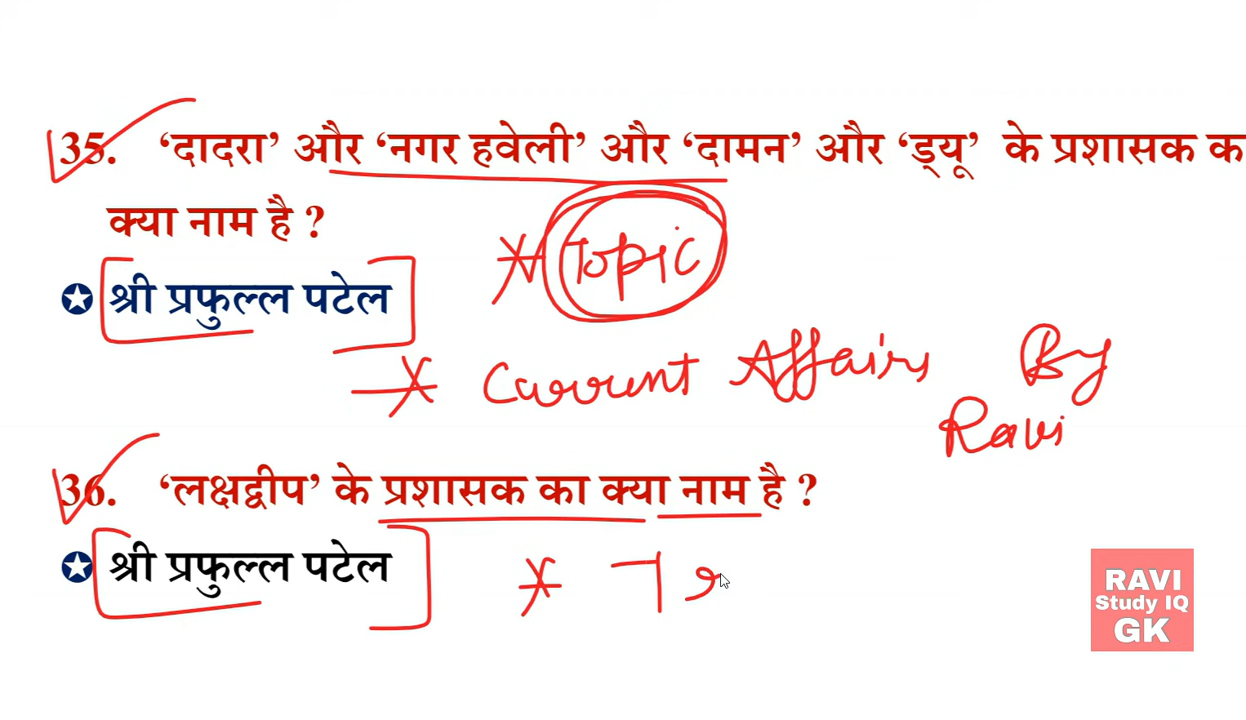 35. ‘दादरा’ और ‘नगर हवेली’ और ‘दामन’ और ‘ड्यू’ के प्रशासक क
क्या नाम है ?
Topic
श्री प्रफुल्ल पटेल
Current Affairs By
Ravi
36. ‘लक्षद्वीप’ के प्रशासक का क्या नाम है ?
श्री प्रफुल्ल पटेल
RAVI
Study IQ
GK